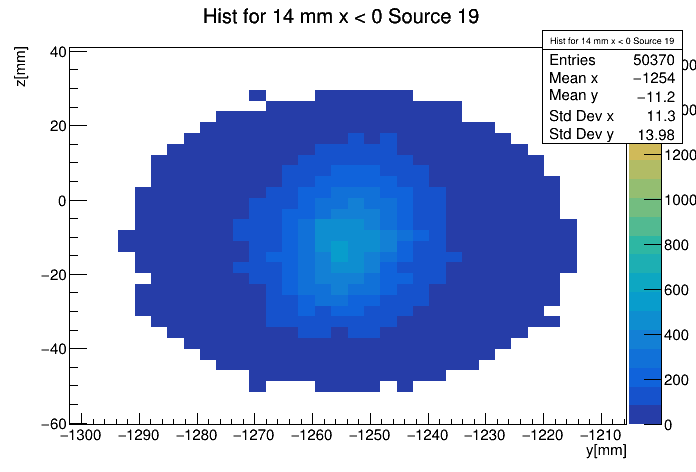 Hist for 14 mm x < 0 Source 19
Hist for 14 mm x < 0 Source 19
Entries 50370
Mean x −1254
Mean y −11.2
Std Dev x 11.3
Std Dev y 13.98
z[mm]
40
20
0
−20
−40
−60
−1300 −1290 −1280 −1270 −1260 −1250 −1240 −1230 −1220 −1210
y[mm]
1200
1000
800
600
400
200
0